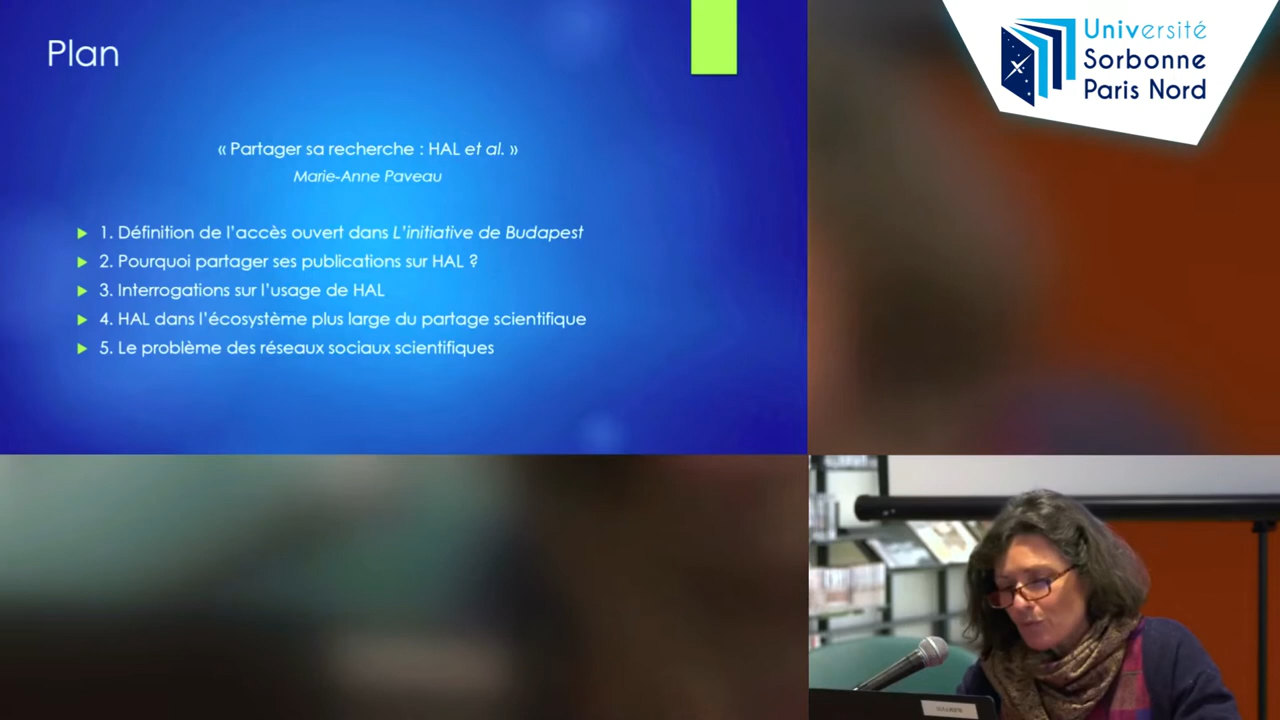 Plan
« Partager sa recherche : HAL et al. »
Marie-Anne Paveau
1. Définition de l'accès ouvert dans L'initiative de Budapest
2. Pourquoi partager ses publications sur HAL ?
3. Interrogations sur l'usage de HAL
4. HAL dans l'écosystème plus large du partage scientifique
5. Le problème des réseaux sociaux scientifiques
Université
Sorbonne
Paris Nord